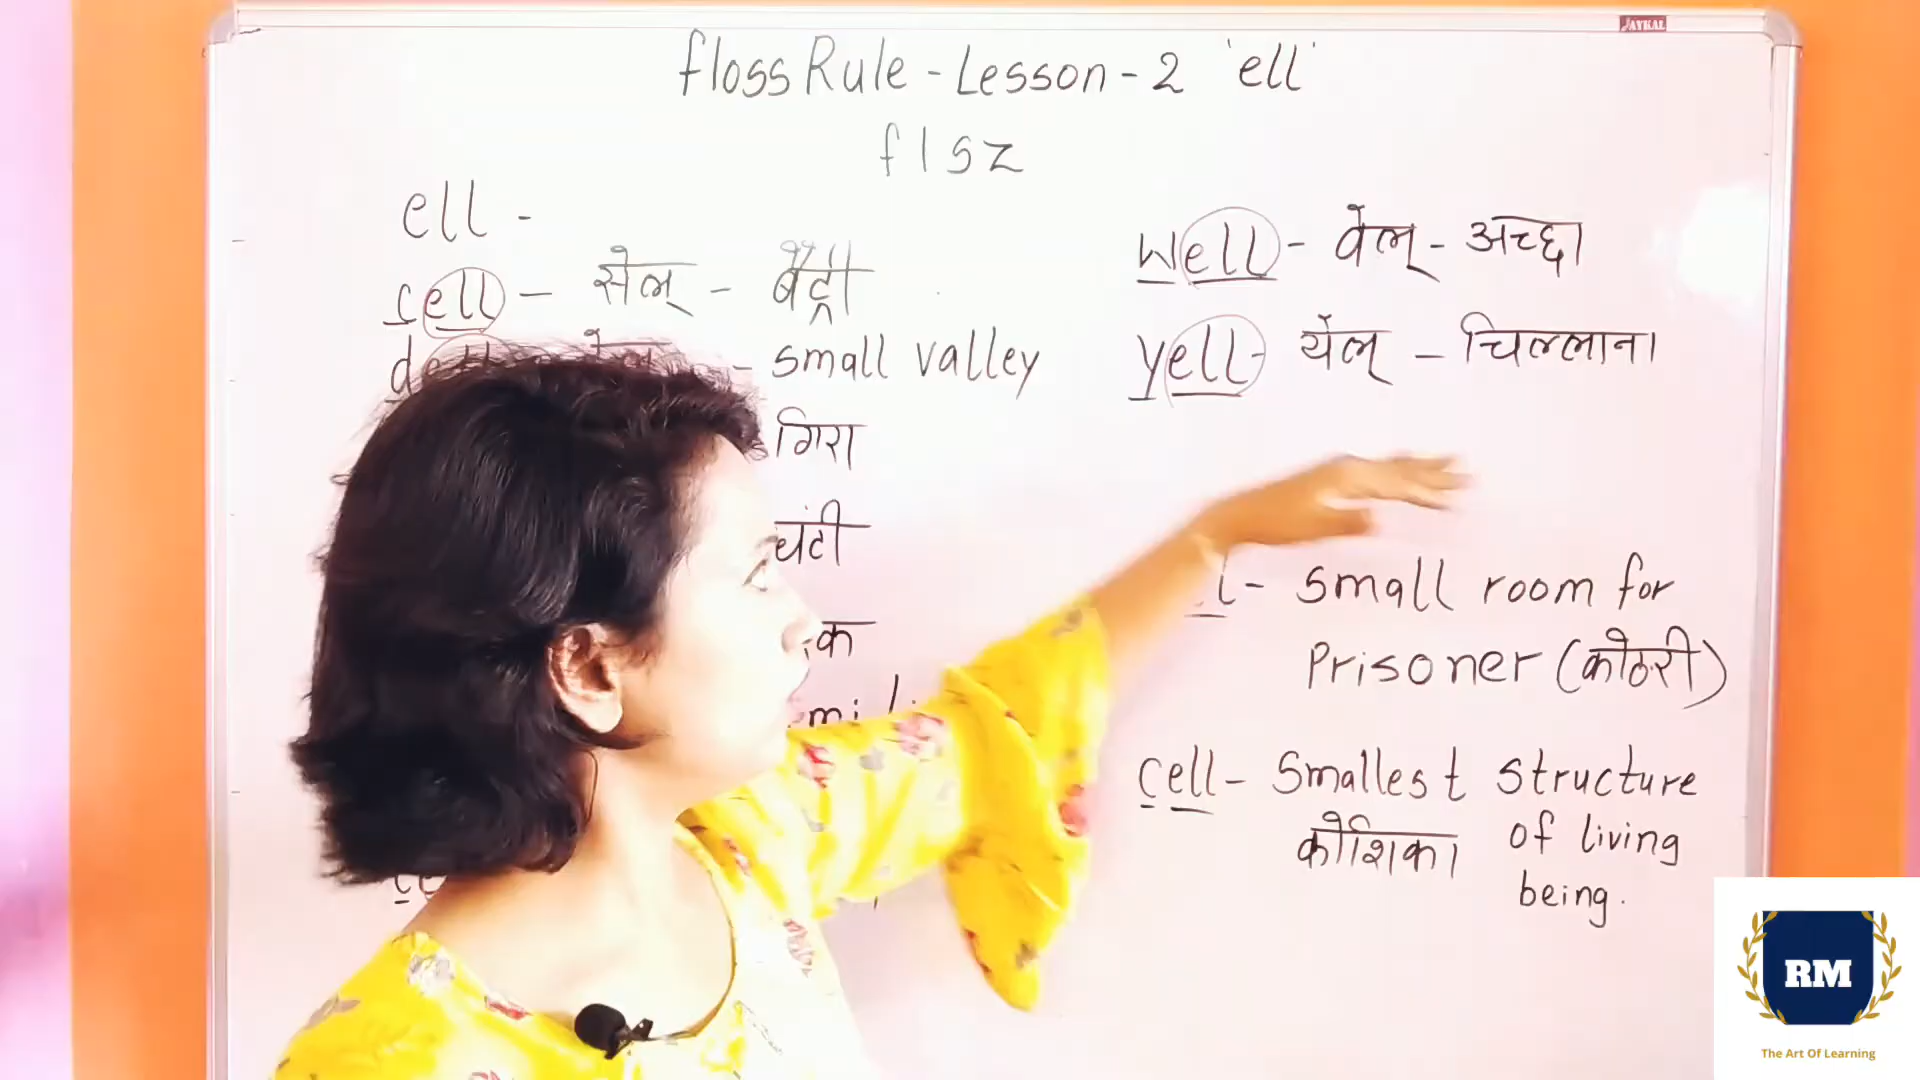 JAYKAL
floss Rule - Lesson - 2 'ell'
f l s z
ell -
cell - सेल् - बैट्री
small valley
गिरा
घंटी
well - वेल् - अच्छा
yell - येल् - चिल्लाना
small room for
Prisoner (कोठरी)
cell - Smallest structure
कोशिका of living
being.
RM
The Art Of Learning